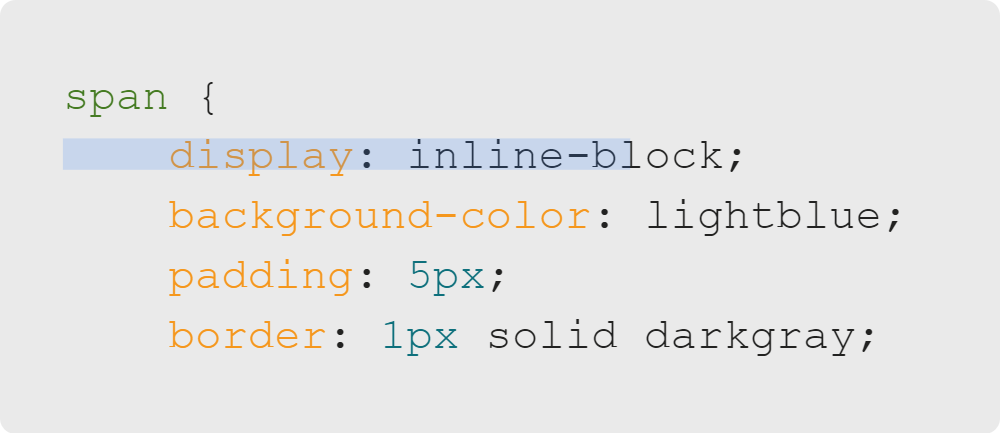 span {
    display: inline-block;
    background-color: lightblue;
    padding: 5px;
    border: 1px solid darkgray;